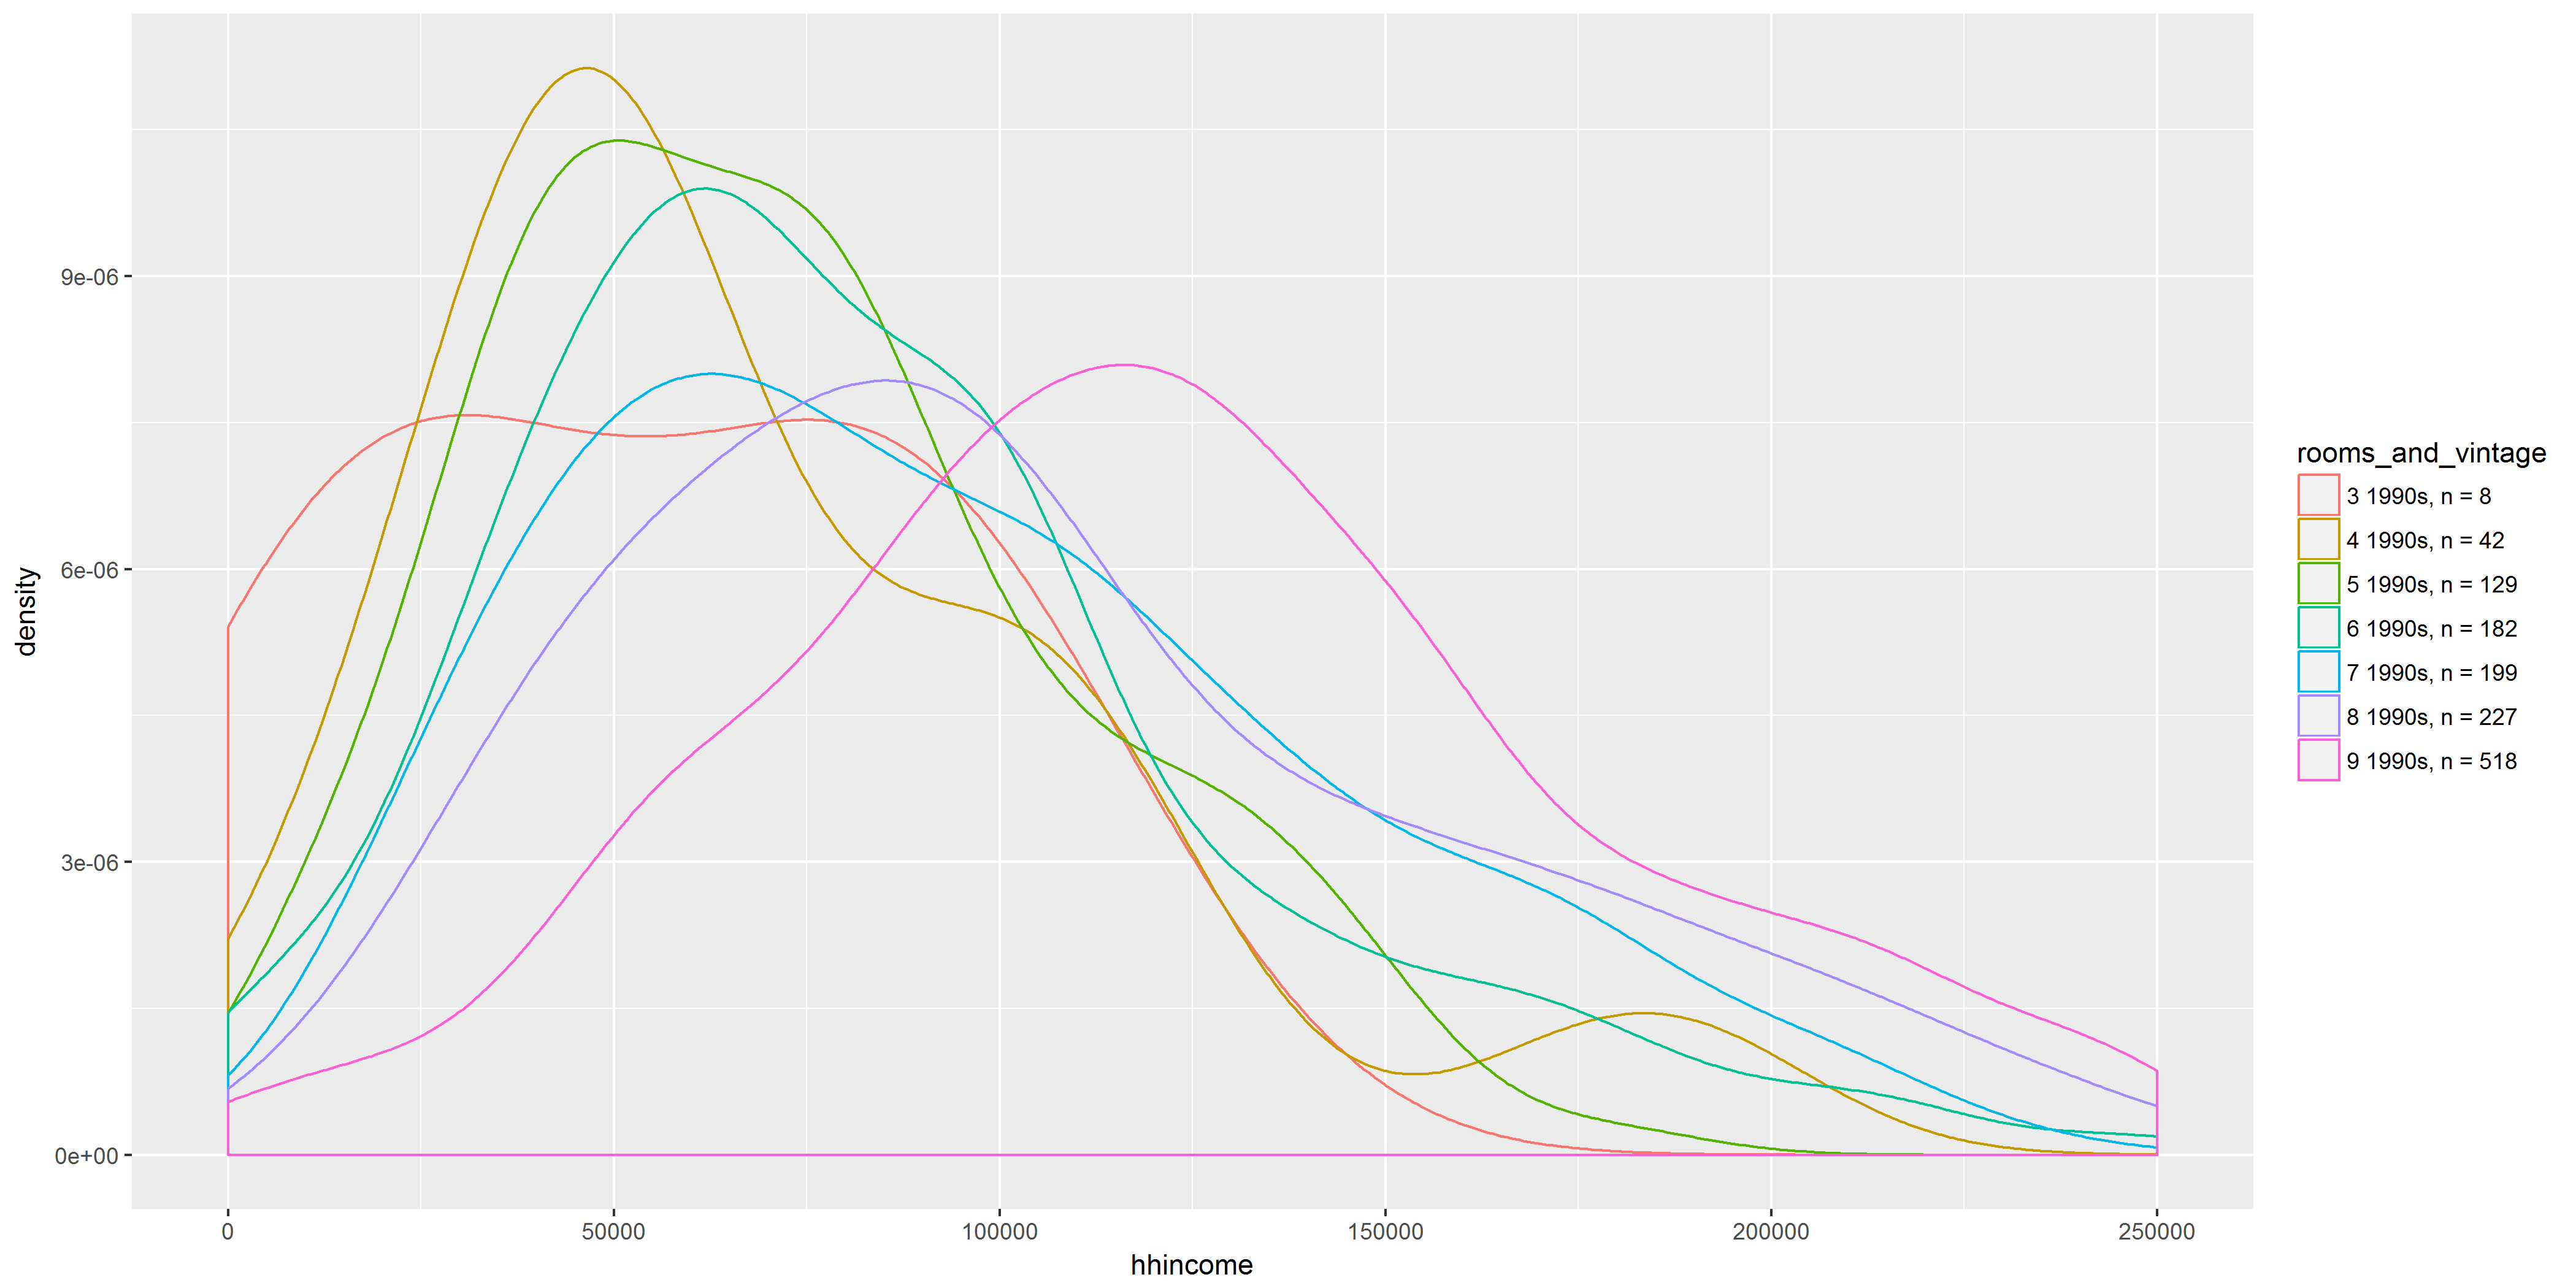 density
9e-06
6e-06
3e-06
0e+00
0
50000
100000
150000
200000
250000
hhincome
rooms_and_vintage
3 1990s, n = 8
4 1990s, n = 42
5 1990s, n = 129
6 1990s, n = 182
7 1990s, n = 199
8 1990s, n = 227
9 1990s, n = 518